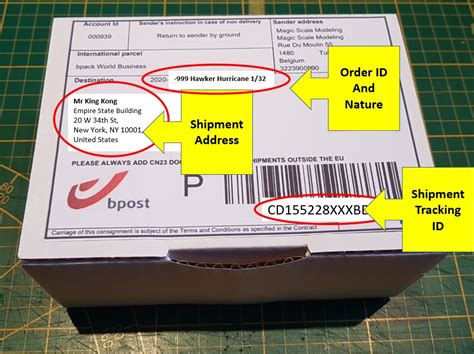 Account Id
000939
Sender's instruction in case of non delivery
Return to sender by ground
Sender address
Magic Scale Modeling
Magic Scale Modeling
Rue Du Moulin 55
1480
Belgium
3223900990
International parcel
bpack World Business
Destination
2020-
-999 Hawker Hurricane 1/32
Order ID
And
Nature
Mr King Kong
Empire State Building
20 W 34th St,
New York, NY 10001
United States
Shipment
Address
PLEASE ALWAYS ADD CN23 DOC
SHIPMENTS OUTSIDE THE EU
bpost
P
CD155228XXXBE
Shipment
Tracking
ID
Carriage of this consignment is subject of the Terms and Conditions as specified in the Contract